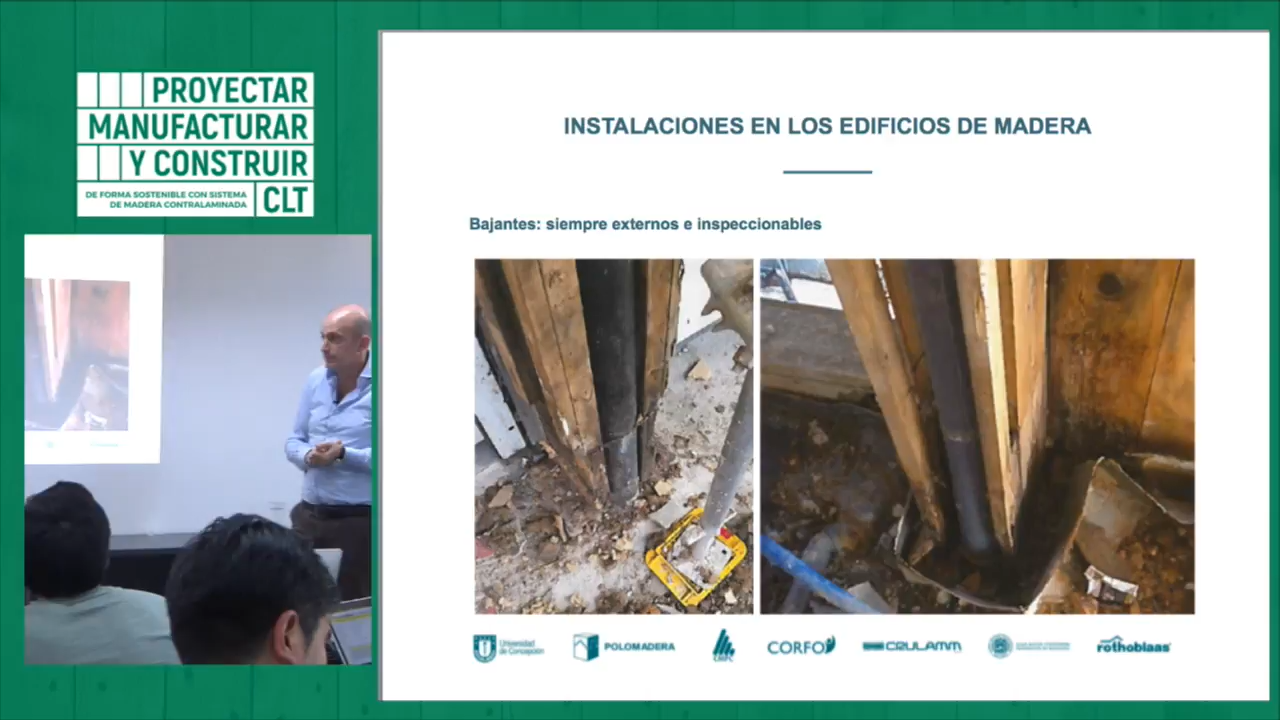 PROYECTAR
MANUFACTURAR
Y CONSTRUIR
DE FORMA SOSTENIBLE CON SISTEMA
DE MADERA CONTRALAMINADA
CLT
INSTALACIONES EN LOS EDIFICIOS DE MADERA
Bajantes: siempre externos e inspeccionables
Universidad
de Concepción
POLOMADERA
CMPC
CORFO
CRULAMM
rothoblaas